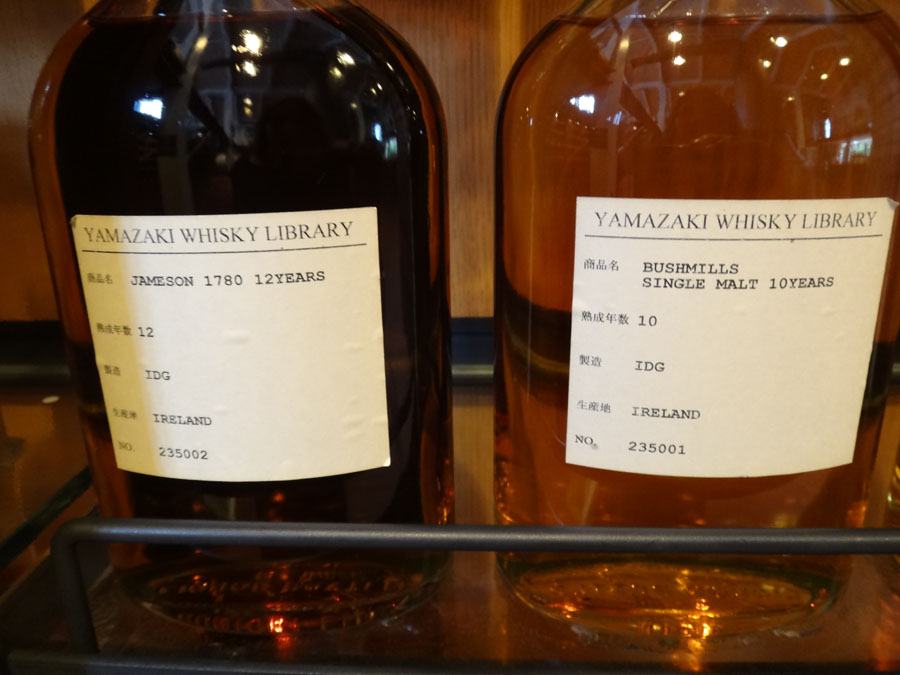 YAMAZAKI WHISKY LIBRARY
商品名 JAMESON 1780 12YEARS
熟成年数 12
製造 IDG
生産地 IRELAND
NO. 235002
YAMAZAKI WHISKY LIBRARY
商品名 BUSHMILLS
SINGLE MALT 10YEARS
熟成年数 10
製造 IDG
生産地 IRELAND
NO. 235001